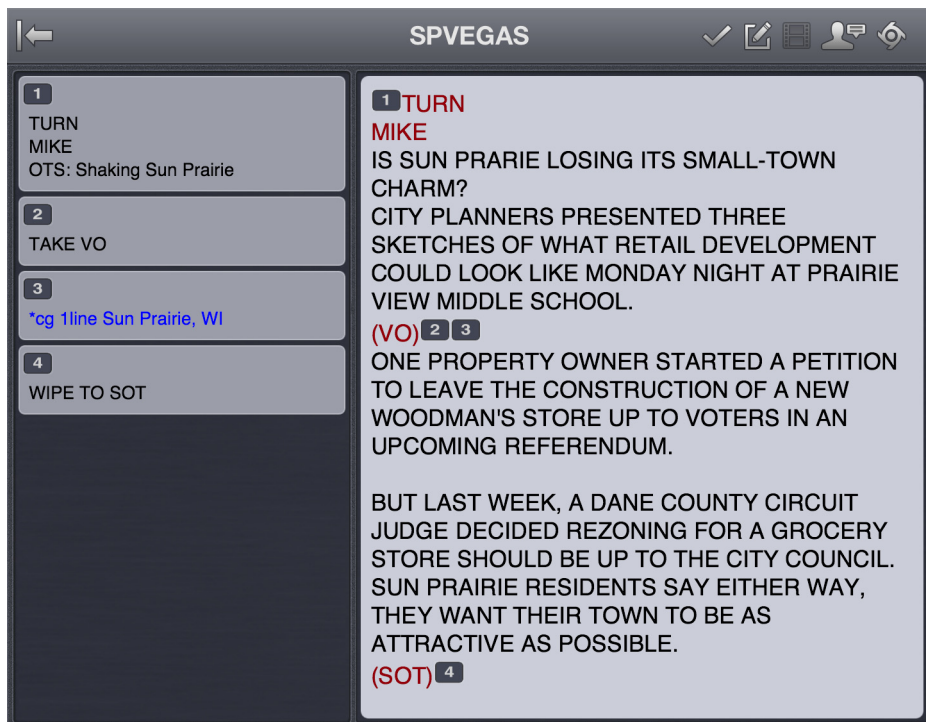 SPVEGAS
1
TURN
MIKE
OTS: Shaking Sun Prairie
2
TAKE VO
3
*cg 1line Sun Prairie, WI
4
WIPE TO SOT
1 TURN
MIKE
IS SUN PRARIE LOSING ITS SMALL-TOWN
CHARM?
CITY PLANNERS PRESENTED THREE
SKETCHES OF WHAT RETAIL DEVELOPMENT
COULD LOOK LIKE MONDAY NIGHT AT PRAIRIE
VIEW MIDDLE SCHOOL.
(VO) 2 3
ONE PROPERTY OWNER STARTED A PETITION
TO LEAVE THE CONSTRUCTION OF A NEW
WOODMAN'S STORE UP TO VOTERS IN AN
UPCOMING REFERENDUM.
BUT LAST WEEK, A DANE COUNTY CIRCUIT
JUDGE DECIDED REZONING FOR A GROCERY
STORE SHOULD BE UP TO THE CITY COUNCIL.
SUN PRAIRIE RESIDENTS SAY EITHER WAY,
THEY WANT THEIR TOWN TO BE AS
ATTRACTIVE AS POSSIBLE.
(SOT) 4